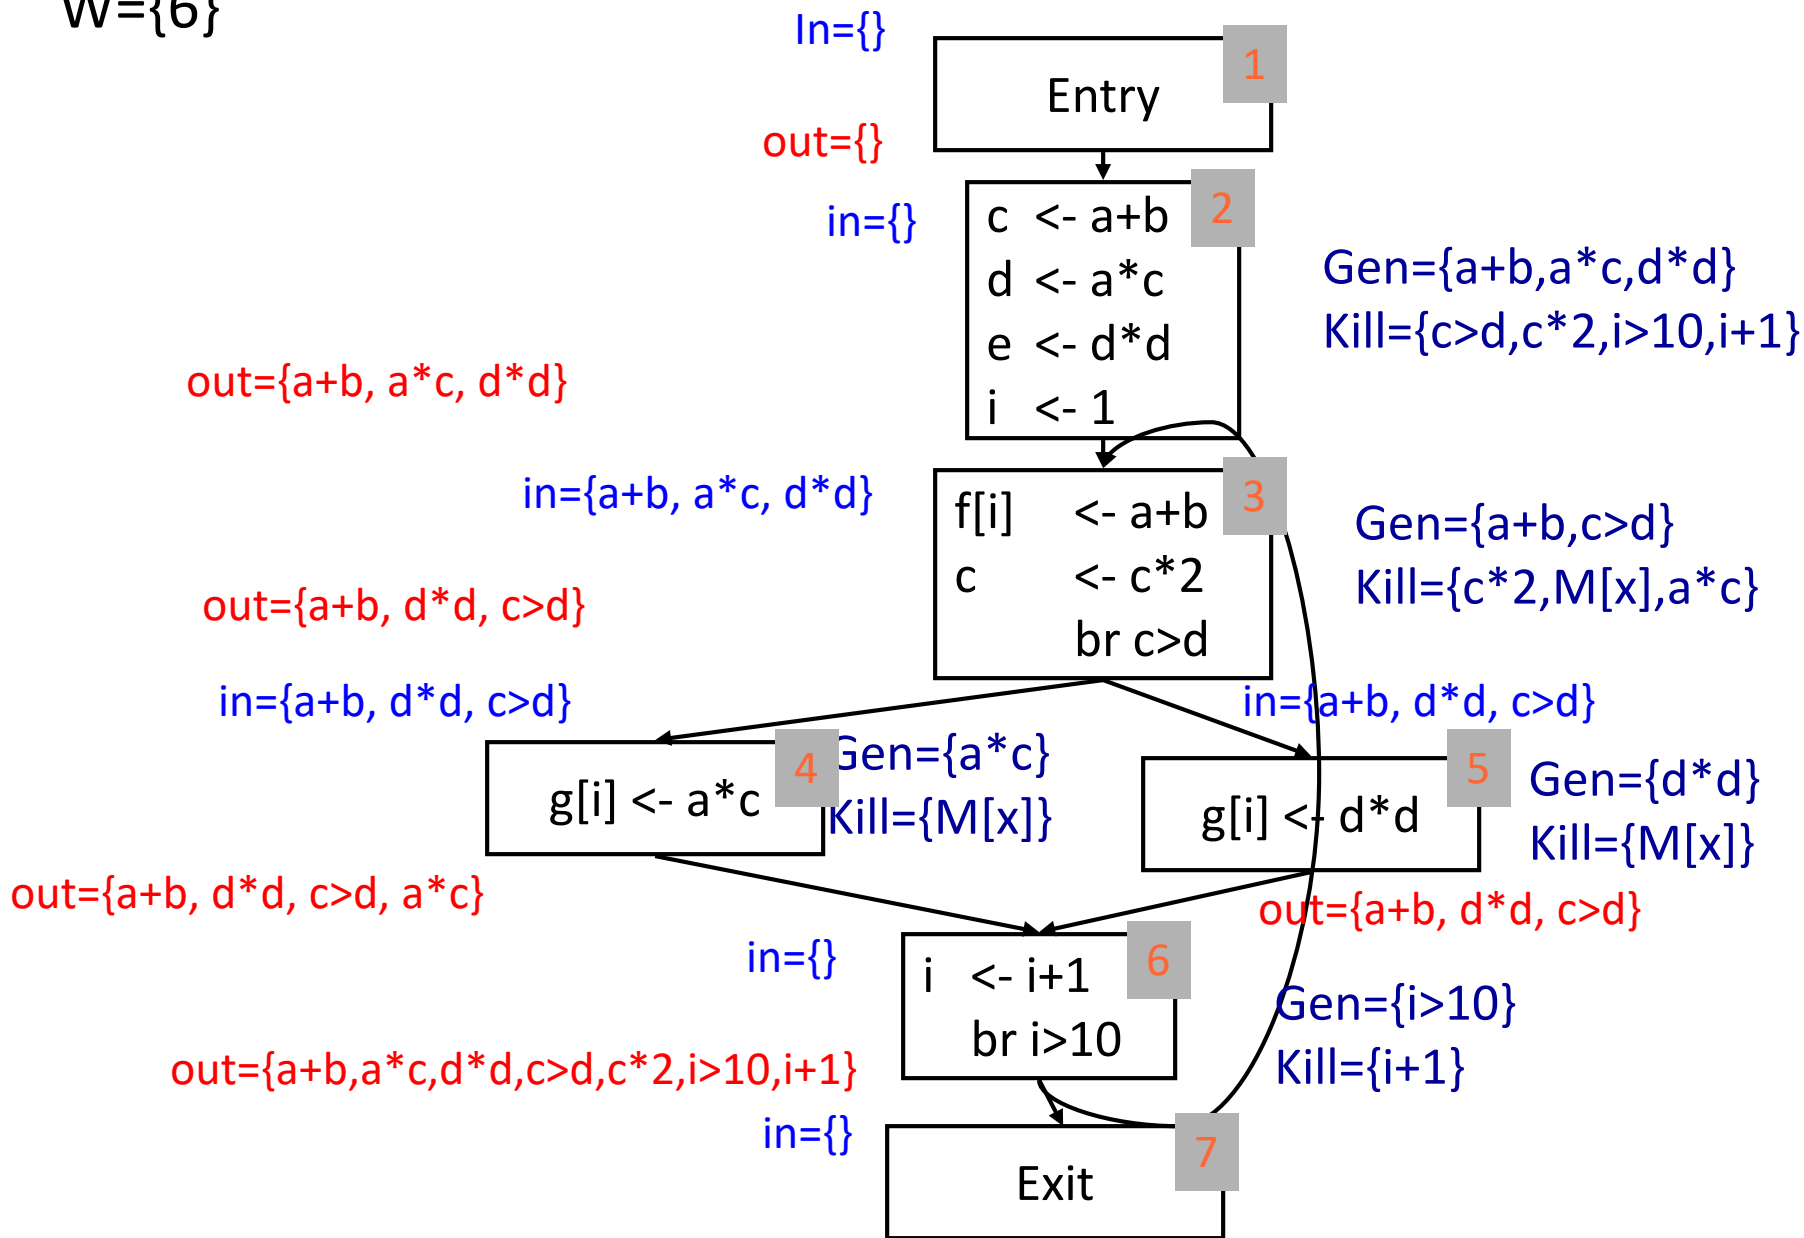 W={6}
In={}
1
Entry
out={}
in={}
2
c <- a+b
d <- a*c
e <- d*d
i <- 1
Gen={a+b,a*c,d*d}
Kill={c>d,c*2,i>10,i+1}
out={a+b, a*c, d*d}
in={a+b, a*c, d*d}
3
f[i] <- a+b
c <- c*2
br c>d
Gen={a+b,c>d}
Kill={c*2,M[x],a*c}
out={a+b, d*d, c>d}
in={a+b, d*d, c>d}
in={a+b, d*d, c>d}
4
g[i] <- a*c
Gen={a*c}
Kill={M[x]}
5
g[i] <- d*d
Gen={d*d}
Kill={M[x]}
out={a+b, d*d, c>d, a*c}
out={a+b, d*d, c>d}
in={}
6
i <- i+1
br i>10
Gen={i>10}
Kill={i+1}
out={a+b,a*c,d*d,c>d,c*2,i>10,i+1}
in={}
7
Exit